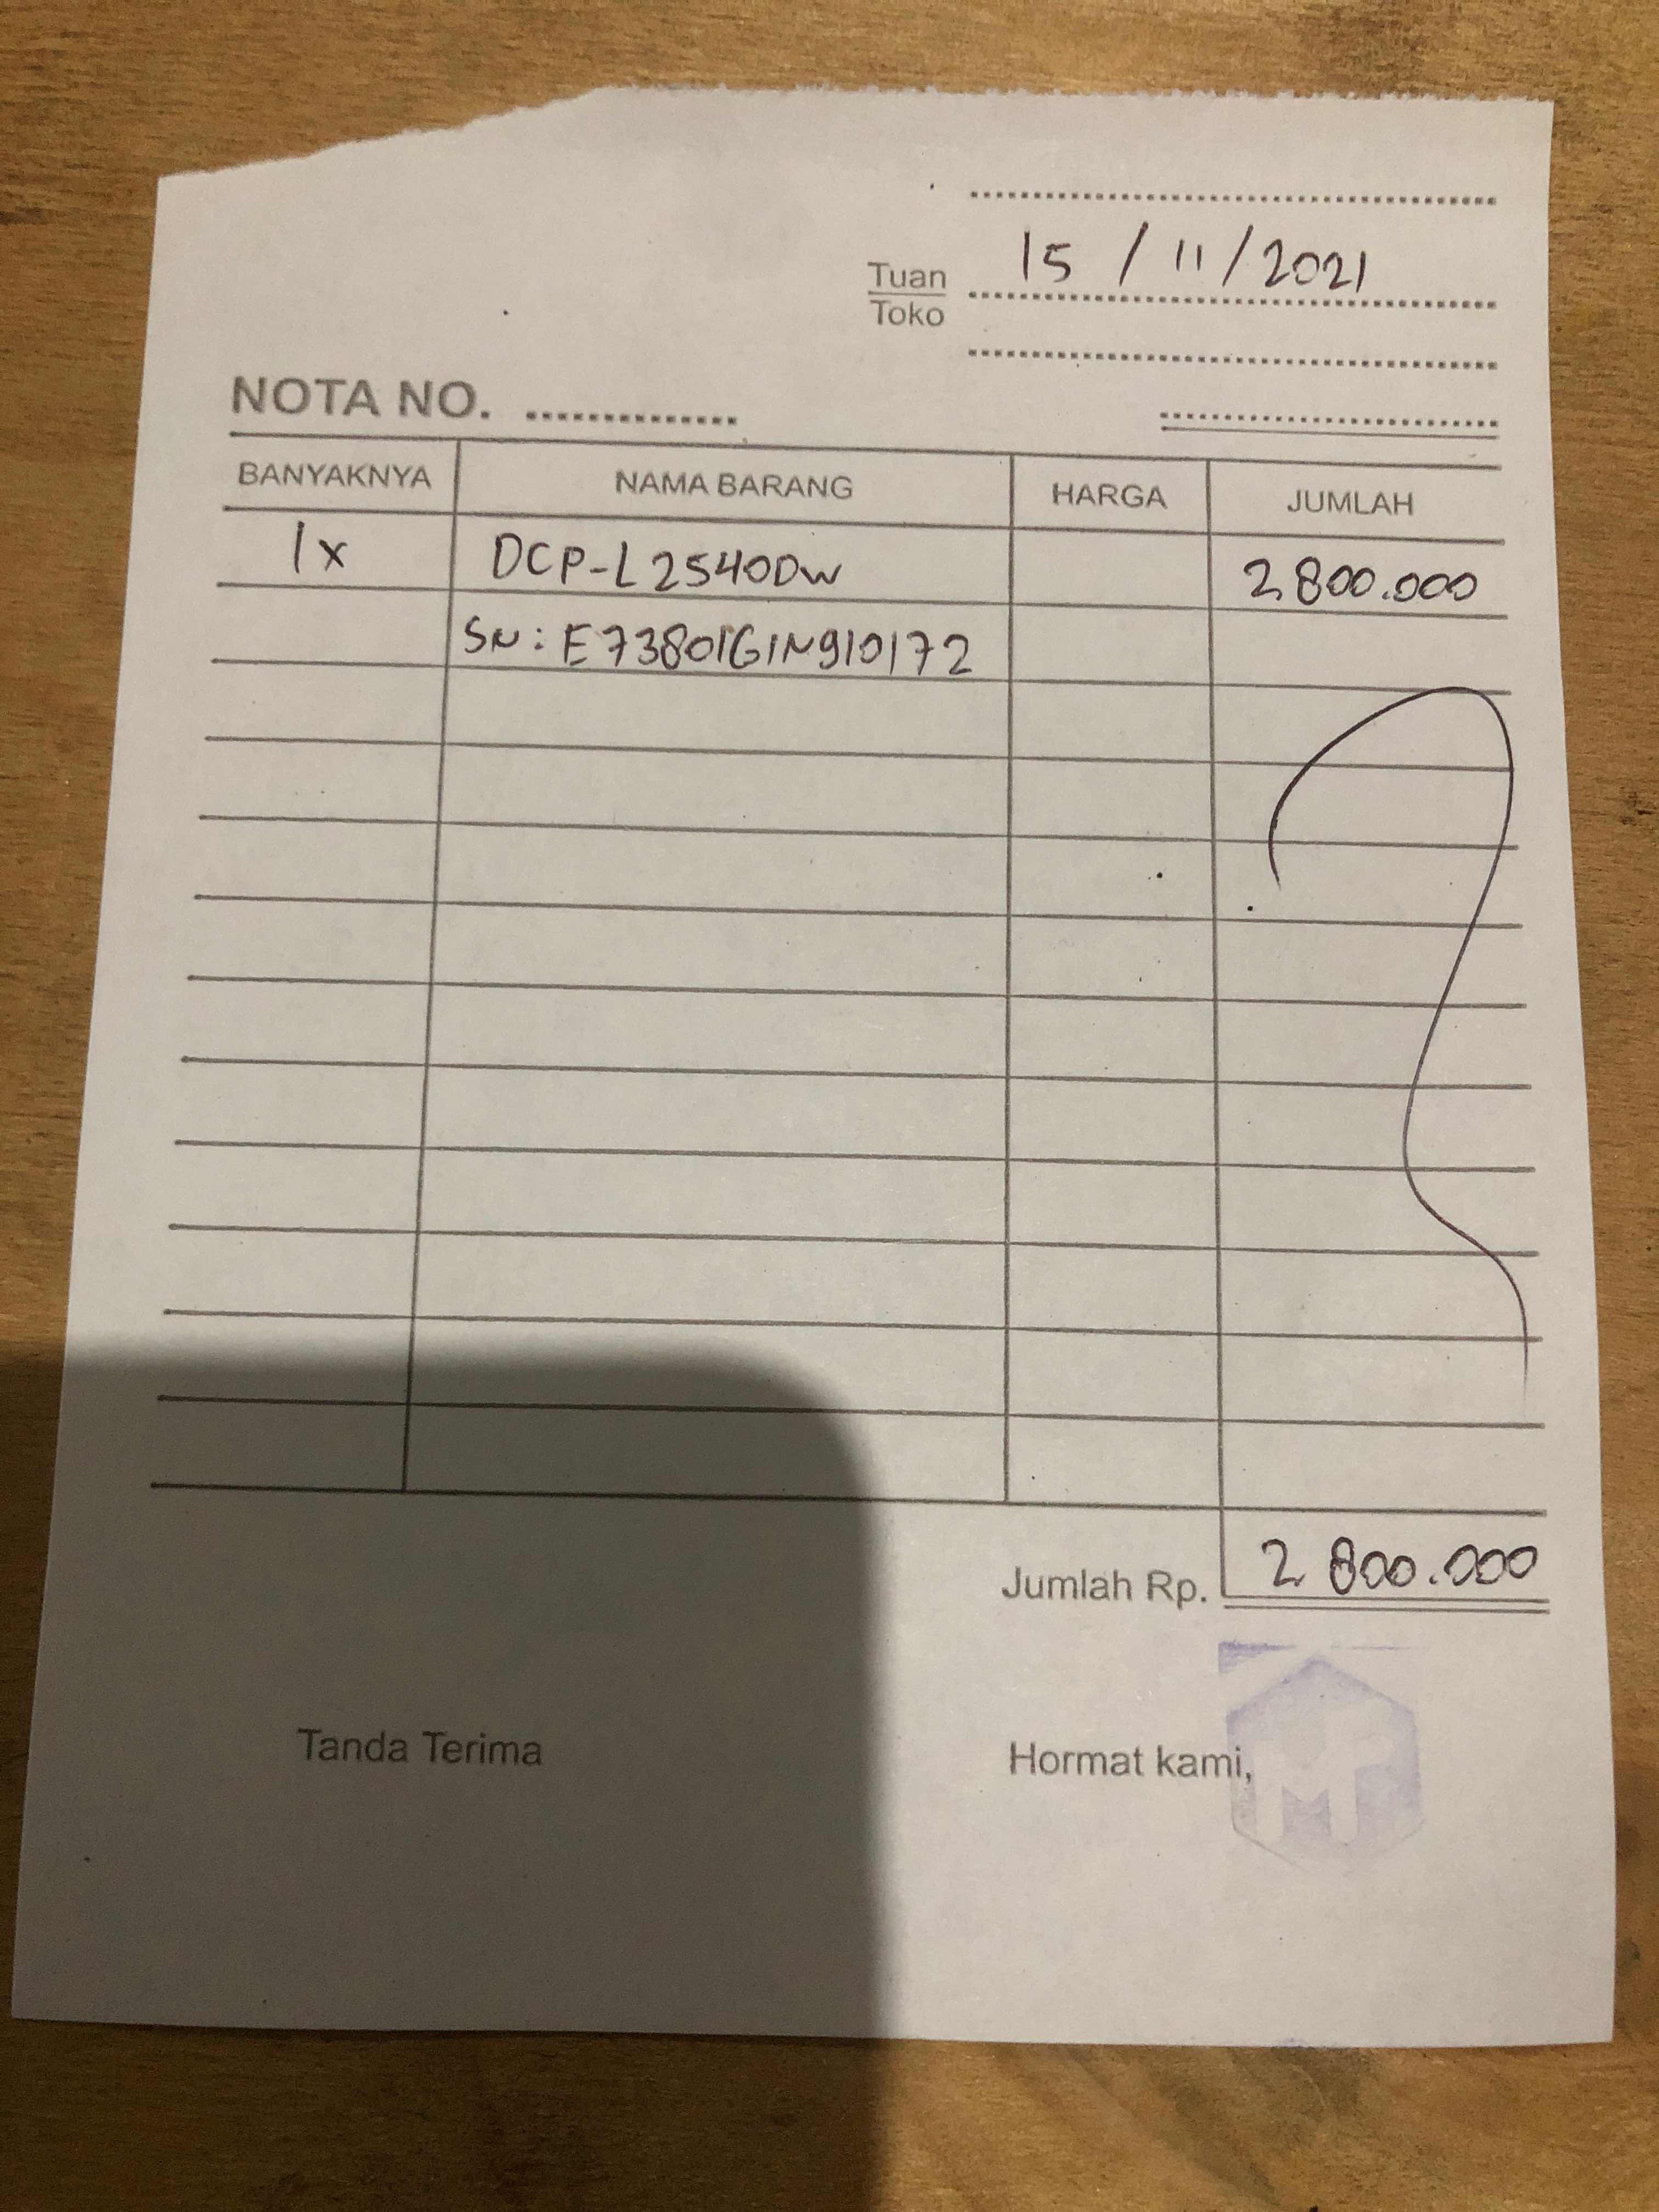 15 / 11 / 2021
Tuan
Toko
NOTA NO.
BANYAKNYA NAMA BARANG HARGA JUMLAH
1x DCP-L2540DW 2.800.000
SN: E73801G1N910172
Jumlah Rp. 2.800.000
Tanda Terima Hormat kami,